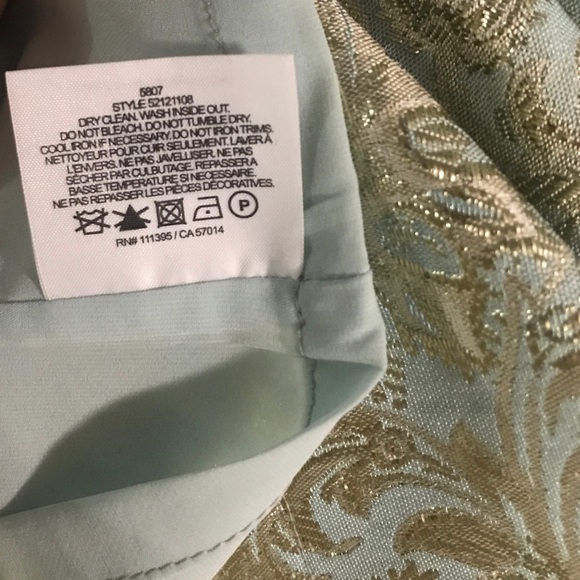 5807
STYLE 52121108
DRY CLEAN. WASH INSIDE OUT.
DO NOT BLEACH. DO NOT TUMBLE DRY.
COOL IRON IF NECESSARY. DO NOT IRON TRIMS.
NETTOYEUR POUR CUIR SEULEMENT. LAVER À
L'ENVERS. NE PAS JAVELLISER. NE PAS
SÉCHER PAR CULBUTAGE. REPASSER A
BASSE TEMPERATURE SI NECESSAIRE.
NE PAS REPASSER LES PIÈCES DÉCORATIVES.
P
RN# 111395 / CA 57014